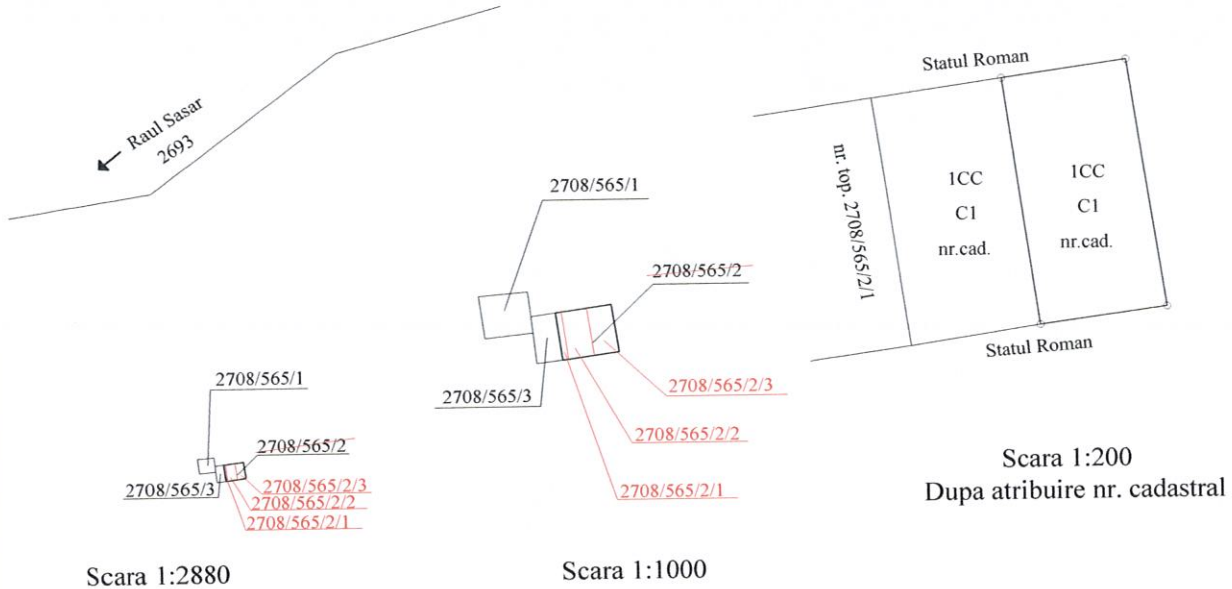 Raul Sasar
2693
2708/565/1
2708/565/2
2708/565/3
2708/565/2/3
2708/565/2/2
2708/565/2/1
Scara 1:2880
2708/565/1
2708/565/2
2708/565/3
2708/565/2/3
2708/565/2/2
2708/565/2/1
Scara 1:1000
Statul Roman
nr. top. 2708/565/2/1
1CC
C1
nr.cad.
1CC
C1
nr.cad.
Statul Roman
Scara 1:200
Dupa atribuire nr. cadastral